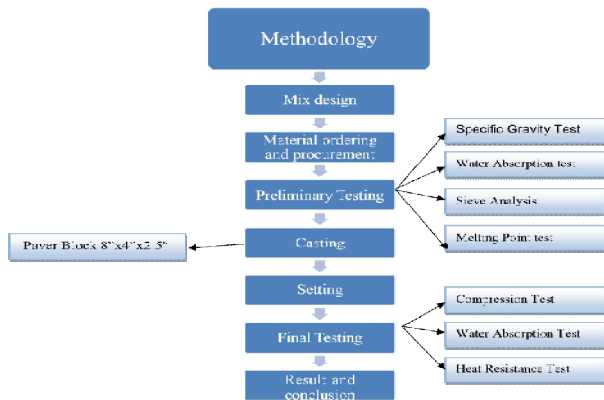 Methodology
Mix design
Material ordering
and procurement
Preliminary Testing
Specific Gravity Test
Water Absorption test
Sieve Analysis
Melting Point test
Casting
Paver Block 8"x4"x2.5"
Setting
Final Testing
Compression Test
Water Absorption Test
Heat Resistance Test
Result and
conclusion